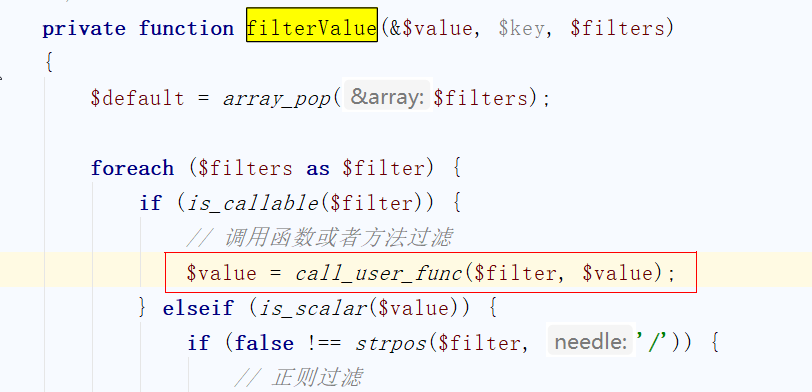 private function filterValue(&$value, $key, $filters)
{
$default = array_pop( &array: $filters);
foreach ($filters as $filter) {
if (is_callable($filter)) {
// 调用函数或者方法过滤
$value = call_user_func($filter, $value);
} elseif (is_scalar($value)) {
if (false !== strpos($filter, needle: '/')) {
// 正则过滤